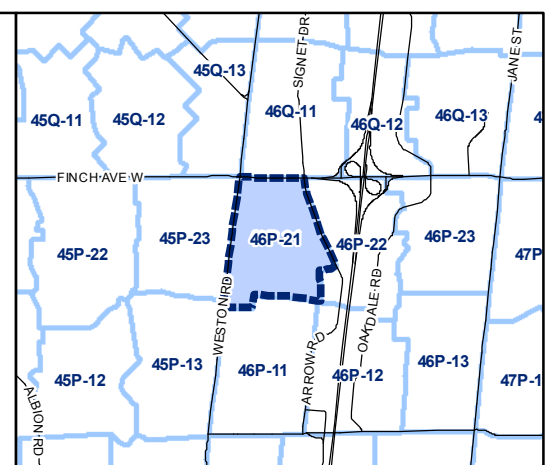 SIGNET DR
JANE ST
45Q-13
45Q-11
45Q-12
46Q-11
46Q-12
46Q-13
4
FINCH AVE W
45P-22
45P-23
46P-21
46P-22
46P-23
47P
WESTON RD
OAKDALE RD
ARROW RD
45P-12
45P-13
46P-11
46P-12
46P-13
47P-1
ALBION RD